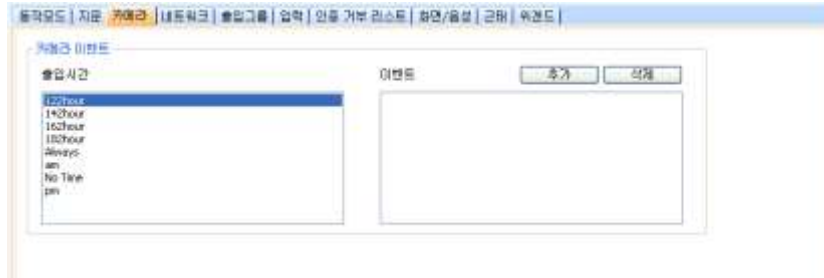 동작모드 | 지문 | 카메라 | 네트워크 | 출입그룹 | 입력 | 인증 거부 리스트 | 화면/음성 | 근태 | 위겐드 |
카메라 이벤트
출입시간 이벤트 추가 삭제
122hour
142hour
162hour
182hour
Always
am
No Time
pm